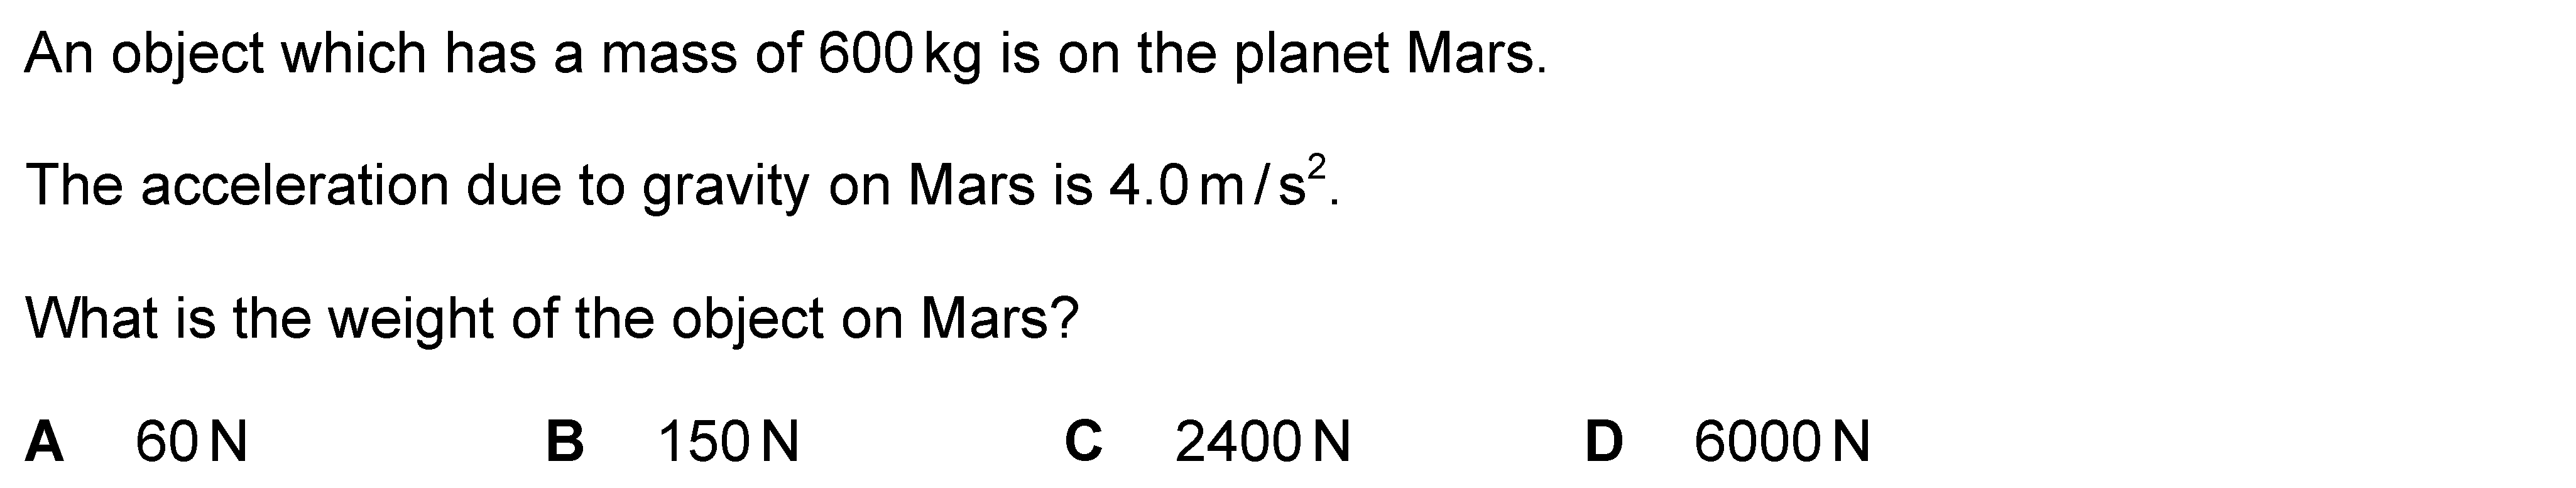 An object which has a mass of 600 kg is on the planet Mars.
The acceleration due to gravity on Mars is 4.0 m / s².
What is the weight of the object on Mars?
A 60 N B 150 N C 2400 N D 6000 N